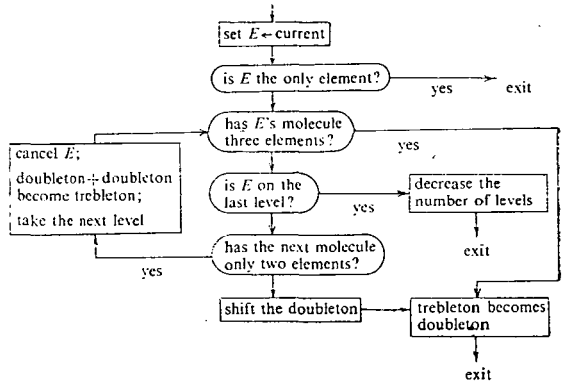 set E ← current
is E the only element?
yes
exit
has E's molecule
three elements?
yes
cancel E;
doubleton + doubleton
become trebleton;
take the next level
is E on the
last level?
yes
decrease the
number of levels
exit
has the next molecule
only two elements?
yes
shift the doubleton
trebleton becomes
doubleton
exit